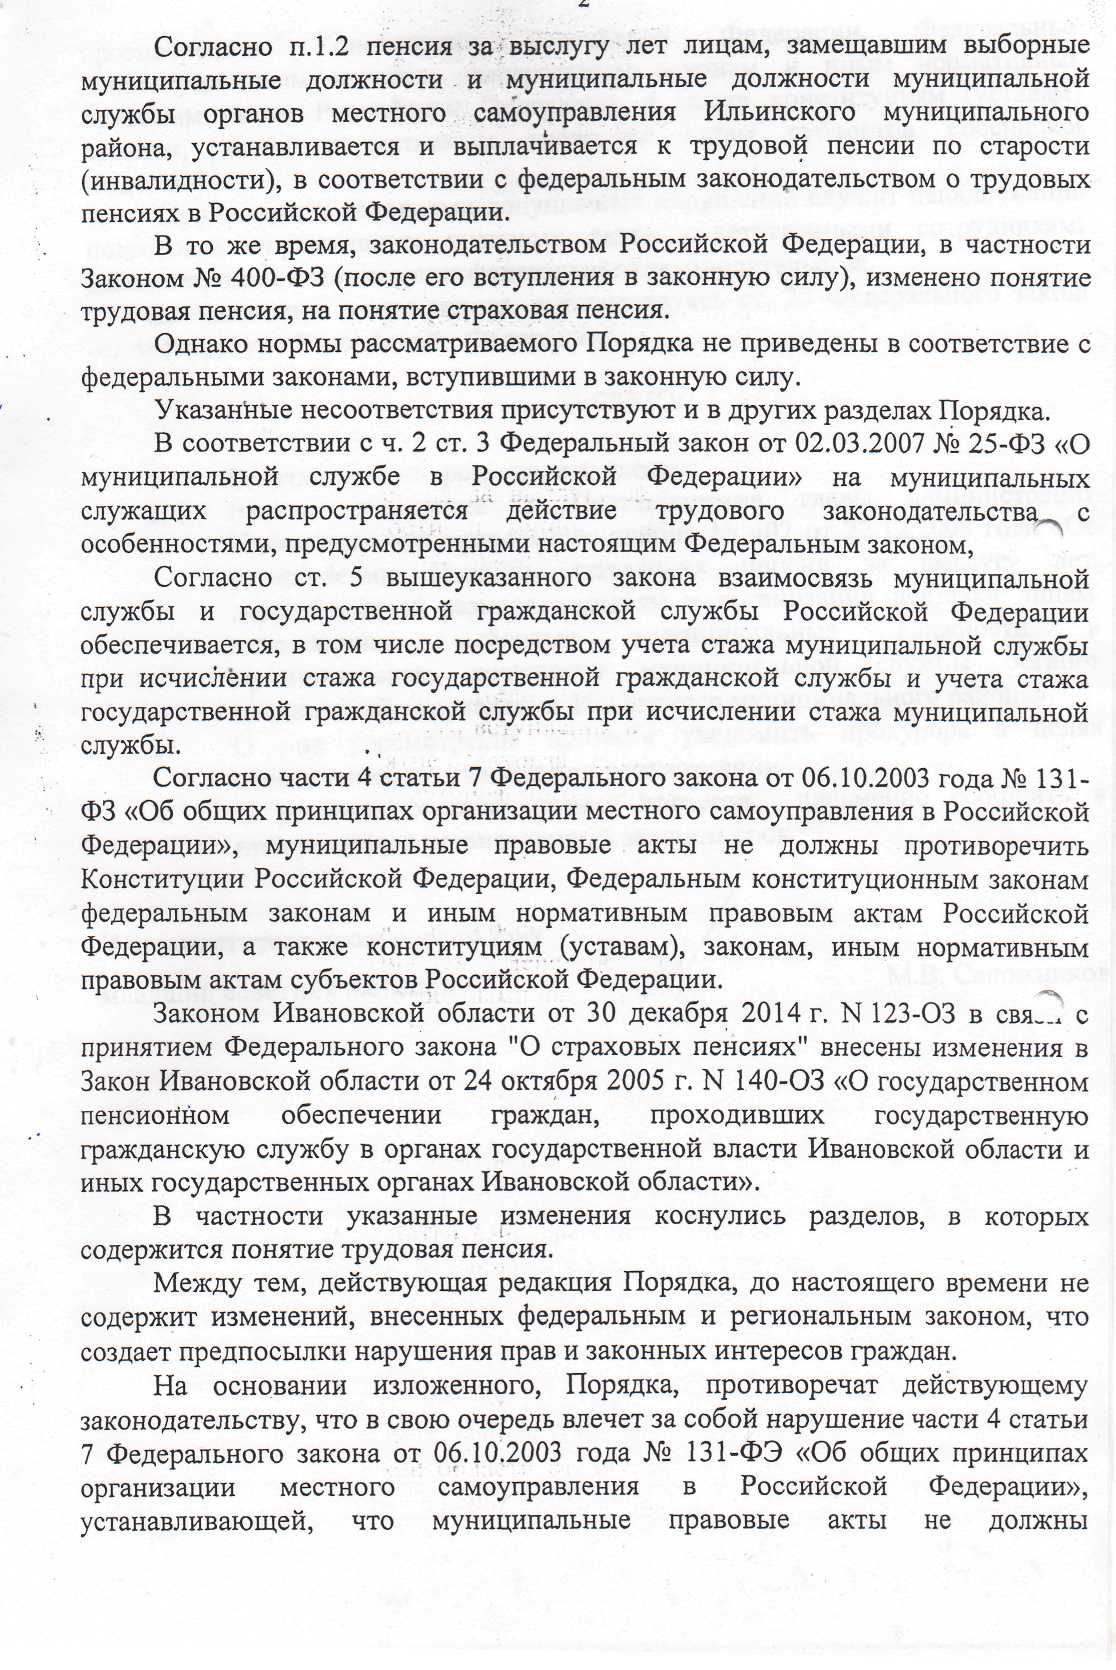 2
Согласно п.1.2 пенсия за выслугу лет лицам, замещавшим выборные
муниципальные должности и муниципальные должности муниципальной
службы органов местного самоуправления Ильинского муниципального
района, устанавливается и выплачивается к трудовой пенсии по старости
(инвалидности), в соответствии с федеральным законодательством о трудовых
пенсиях в Российской Федерации.
В то же время, законодательством Российской Федерации, в частности
Законом № 400-ФЗ (после его вступления в законную силу), изменено понятие
трудовая пенсия, на понятие страховая пенсия.
Однако нормы рассматриваемого Порядка не приведены в соответствие с
федеральными законами, вступившими в законную силу.
Указанные несоответствия присутствуют и в других разделах Порядка.
В соответствии с ч. 2 ст. 3 Федеральный закон от 02.03.2007 № 25-ФЗ «О
муниципальной службе в Российской Федерации» на муниципальных
служащих распространяется действие трудового законодательства с
особенностями, предусмотренными настоящим Федеральным законом,
Согласно ст. 5 вышеуказанного закона взаимосвязь муниципальной
службы и государственной гражданской службы Российской Федерации
обеспечивается, в том числе посредством учета стажа муниципальной службы
при исчислении стажа государственной гражданской службы и учета стажа
государственной гражданской службы при исчислении стажа муниципальной
службы.
Согласно части 4 статьи 7 Федерального закона от 06.10.2003 года № 131-
ФЗ «Об общих принципах организации местного самоуправления в Российской
Федерации», муниципальные правовые акты не должны противоречить
Конституции Российской Федерации, Федеральным конституционным законам
федеральным законам и иным нормативным правовым актам Российской
Федерации, а также конституциям (уставам), законам, иным нормативным
правовым актам субъектов Российской Федерации.
Законом Ивановской области от 30 декабря 2014 г. N 123-ОЗ в с
принятием Федерального закона "О страховых пенсиях" внесены изменения в
Закон Ивановской области от 24 октября 2005 г. N 140-ОЗ «О государственном
пенсионном обеспечении граждан, проходивших государственную
гражданскую службу в органах государственной власти Ивановской области и
иных государственных органах Ивановской области».
В частности указанные изменения коснулись разделов, в которых
содержится понятие трудовая пенсия.
Между тем, действующая редакция Порядка, до настоящего времени не
содержит изменений, внесенных федеральным и региональным законом, что
создает предпосылки нарушения прав и законных интересов граждан.
На основании изложенного, Порядка, противоречат действующему
законодательству, что в свою очередь влечет за собой нарушение части 4 статьи
7 Федерального закона от 06.10.2003 года № 131-ФЭ «Об общих принципах
организации местного самоуправления в Российской Федерации»,
устанавливающей, что муниципальные правовые акты не должны